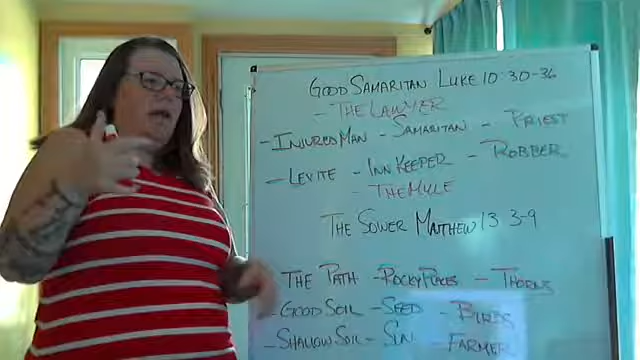 GOOD SAMARITAN LUKE 10:30-36
- THE LAWYER
- INJURED MAN - SAMARITAN - PRIEST
- LEVITE - INN KEEPER - ROBBER
- THE MULE
THE SOWER MATTHEW 13 3-9
THE PATH - ROCKY PLACES - THORNS
- GOOD SOIL - SEED - BIRDS
- SHALLOW SOIL - SUN - FARMER